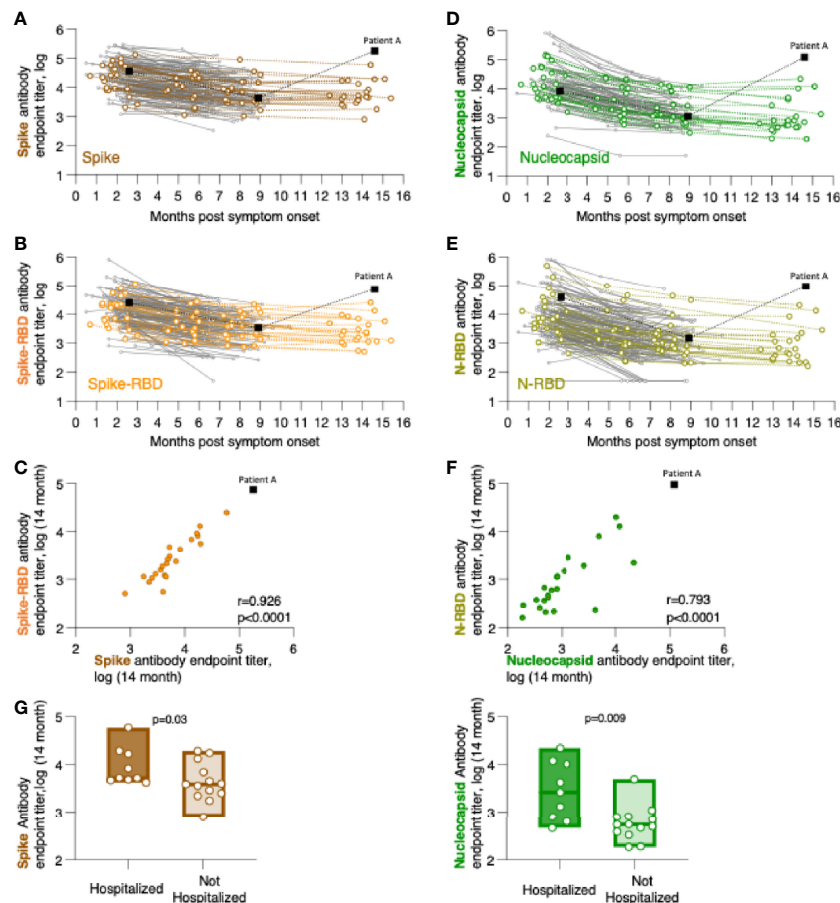 A
Spike antibody
endpoint titer, log
6
5
4
3
2
1
Patient A
Spike
0 1 2 3 4 5 6 7 8 9 10 11 12 13 14 15 16
Months post symptom onset
D
Nucleocapsid antibody
endpoint titer, log
6
5
4
3
2
1
Patient A
Nucleocapsid
0 1 2 3 4 5 6 7 8 9 10 11 12 13 14 15 16
Months post symptom onset
B
Spike-RBD antibody
endpoint titer, log
6
5
4
3
2
1
Patient A
Spike-RBD
0 1 2 3 4 5 6 7 8 9 10 11 12 13 14 15 16
Months post symptom onset
E
N-RBD antibody
endpoint titer, log
6
5
4
3
2
1
Patient A
N-RBD
0 1 2 3 4 5 6 7 8 9 10 11 12 13 14 15 16
Months post symptom onset
C
Spike-RBD antibody
endpoint titer, log (14 month)
5
4
3
2
Patient A
r=0.926
p<0.0001
2 3 4 5 6
Spike antibody endpoint titer,
log (14 month)
F
N-RBD antibody
endpoint titer, log (14 month)
5
4
3
2
Patient A
r=0.793
p<0.0001
2 3 4 5 6
Nucleocapsid antibody endpoint titer,
log (14 month)
G
Spike Antibody
endpoint titer,log (14 month)
5
4
3
2
p=0.03
Hospitalized
Not
Hospitalized
Nucleocapsid Antibody
endpoint titer, log (14 month)
5
4
3
2
p=0.009
Hospitalized
Not
Hospitalized